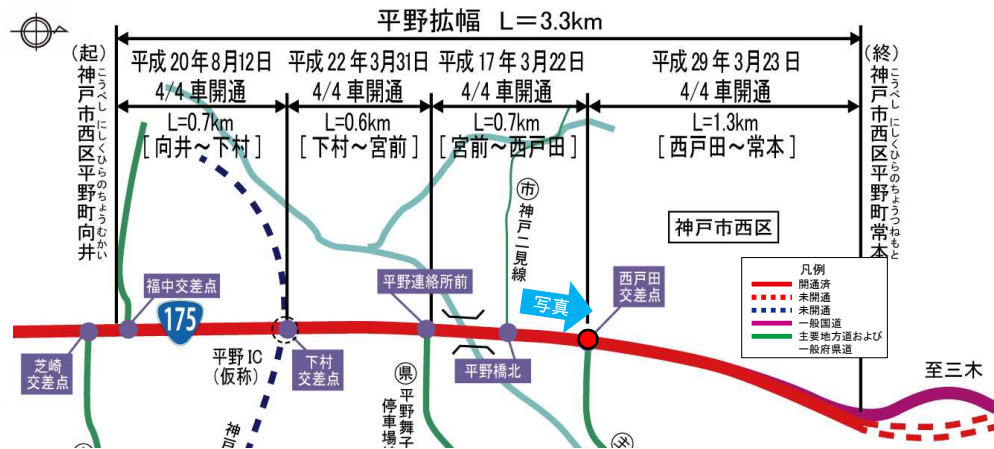 平野拡幅 L=3.3km
(起)
神戸市西区平野町向井
こうべし にしくひらのちょうむかい
平成20年8月12日
4/4 車開通
L=0.7km
[向井～下村]
平成22年3月31日
4/4 車開通
L=0.6km
[下村～宮前]
平成17年3月22日
4/4 車開通
L=0.7km
[宮前～西戸田]
平成29年3月23日
4/4 車開通
L=1.3km
[西戸田～常本]
(終)
神戸市西区平野町常本
こうべし にしくひらのちょうつねもと
市
神戸二見線
神戸市西区
福中交差点
175
平野連絡所前
写真
西戸田
交差点
凡例
開通済
未開通
未開通
一般国道
主要地方道および
一般府県道
芝崎
交差点
平野IC
(仮称)
下村
交差点
平野橋北
至三木
県
平野舞子
停車場
神戸
主